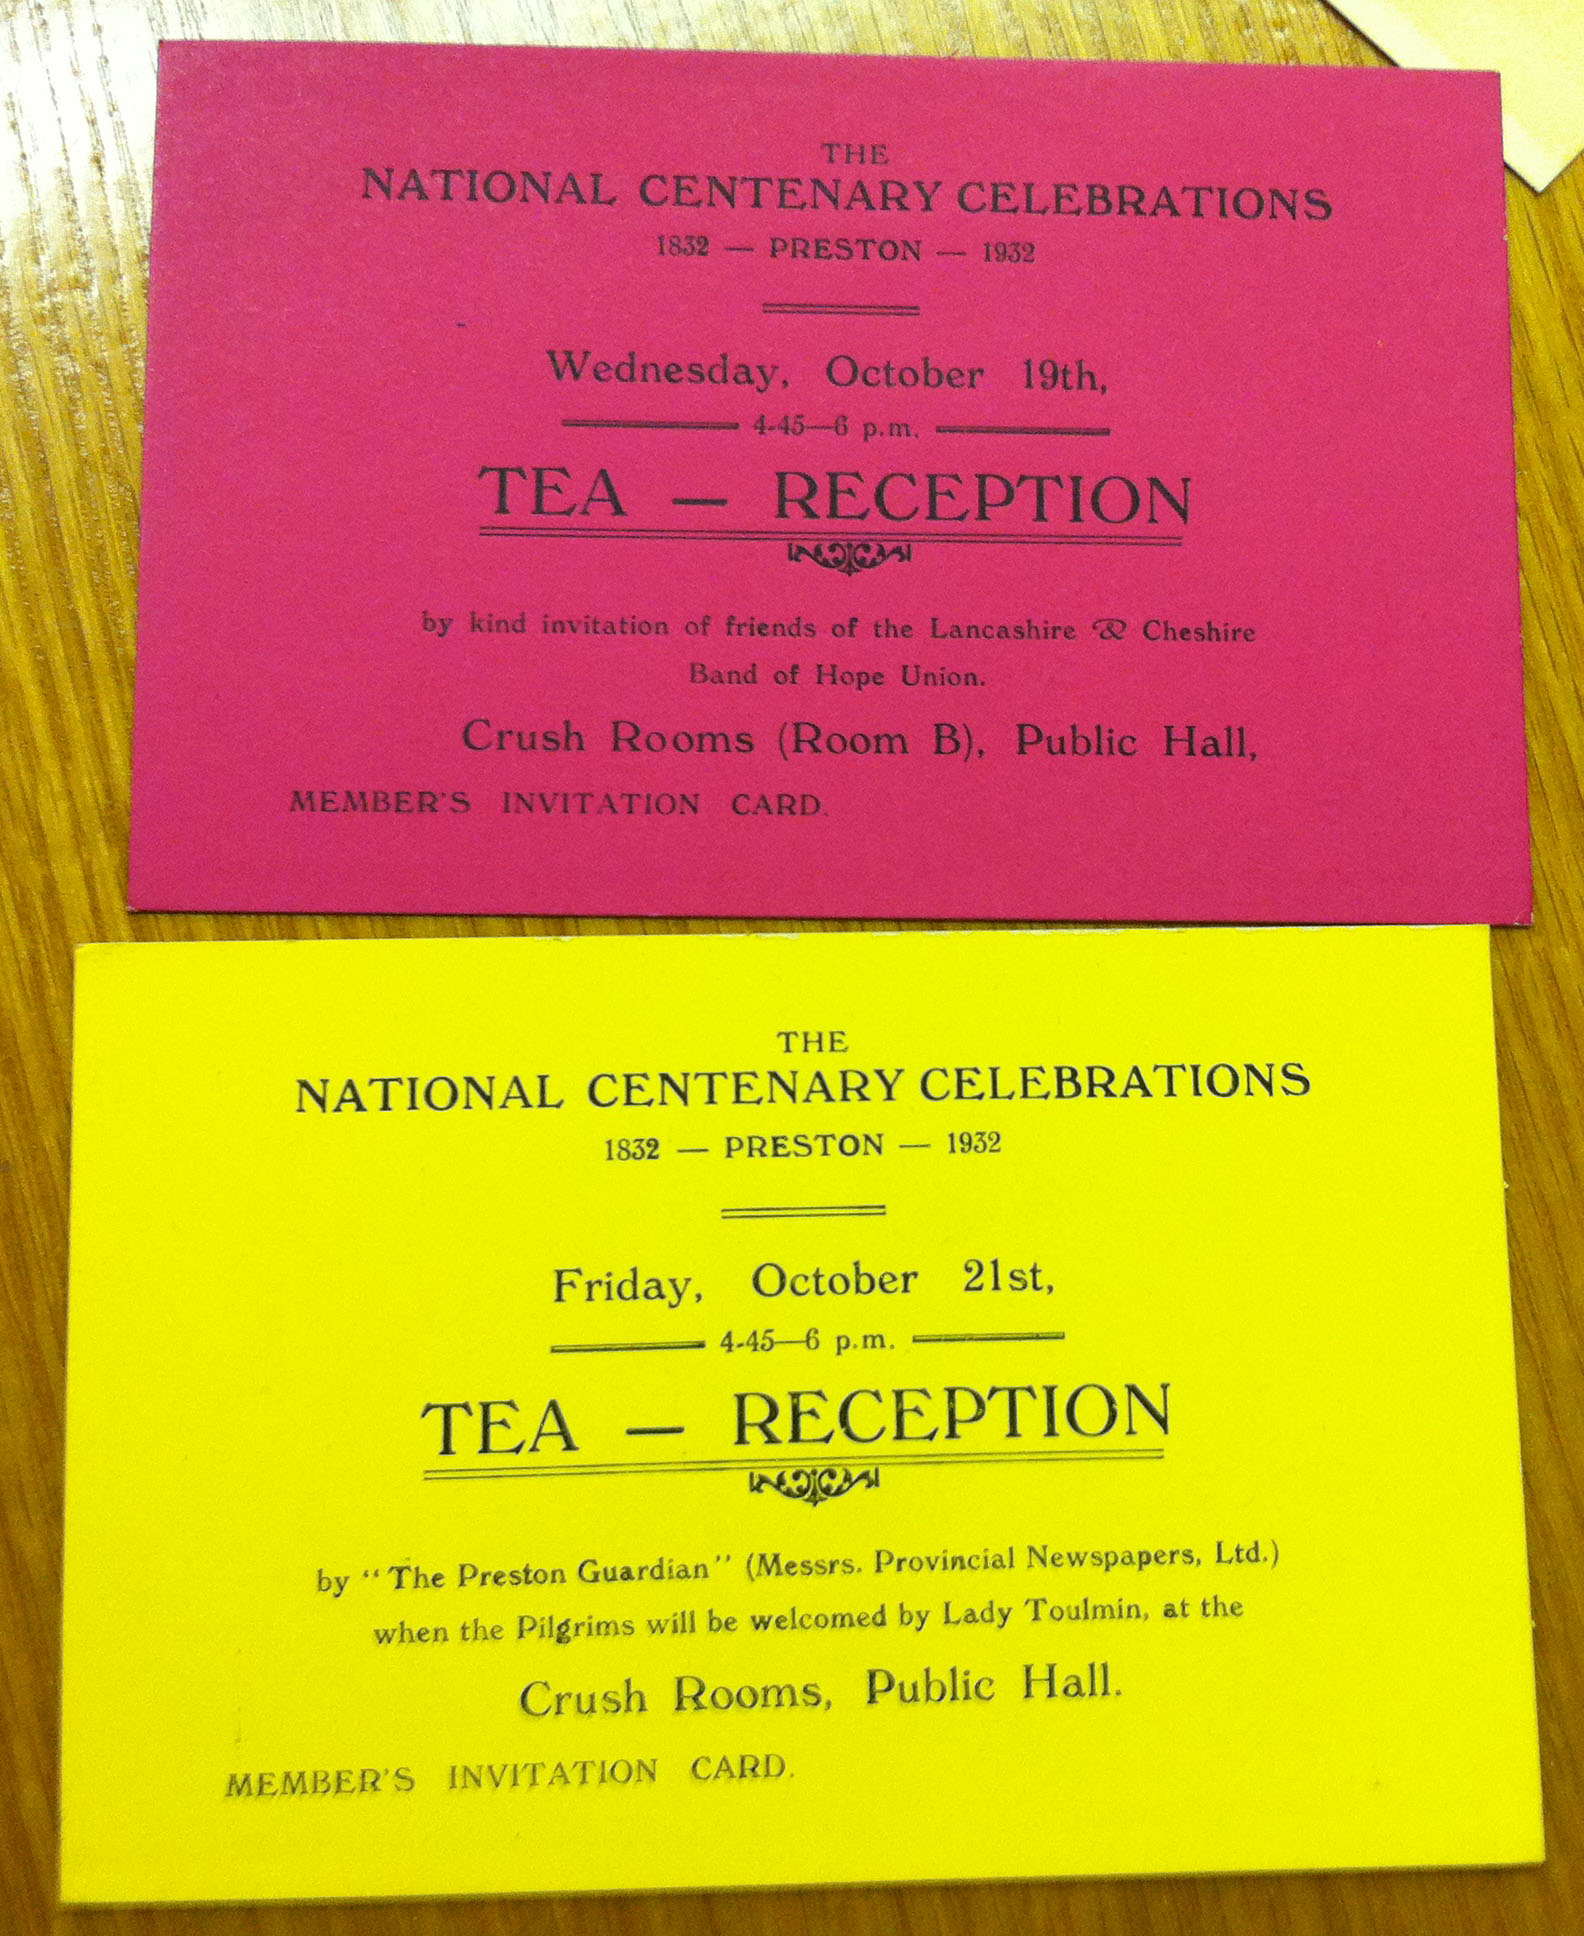 THE
NATIONAL CENTENARY CELEBRATIONS
1832 — PRESTON — 1932
Wednesday, October 19th,
4-45—6 p.m.
TEA — RECEPTION
by kind invitation of friends of the Lancashire & Cheshire
Band of Hope Union.
Crush Rooms (Room B), Public Hall,
MEMBER'S INVITATION CARD.
THE
NATIONAL CENTENARY CELEBRATIONS
1832 — PRESTON — 1932
Friday, October 21st,
4-45—6 p.m.
TEA — RECEPTION
by “The Preston Guardian” (Messrs. Provincial Newspapers, Ltd.)
when the Pilgrims will be welcomed by Lady Toulmin, at the
Crush Rooms, Public Hall.
MEMBER'S INVITATION CARD.